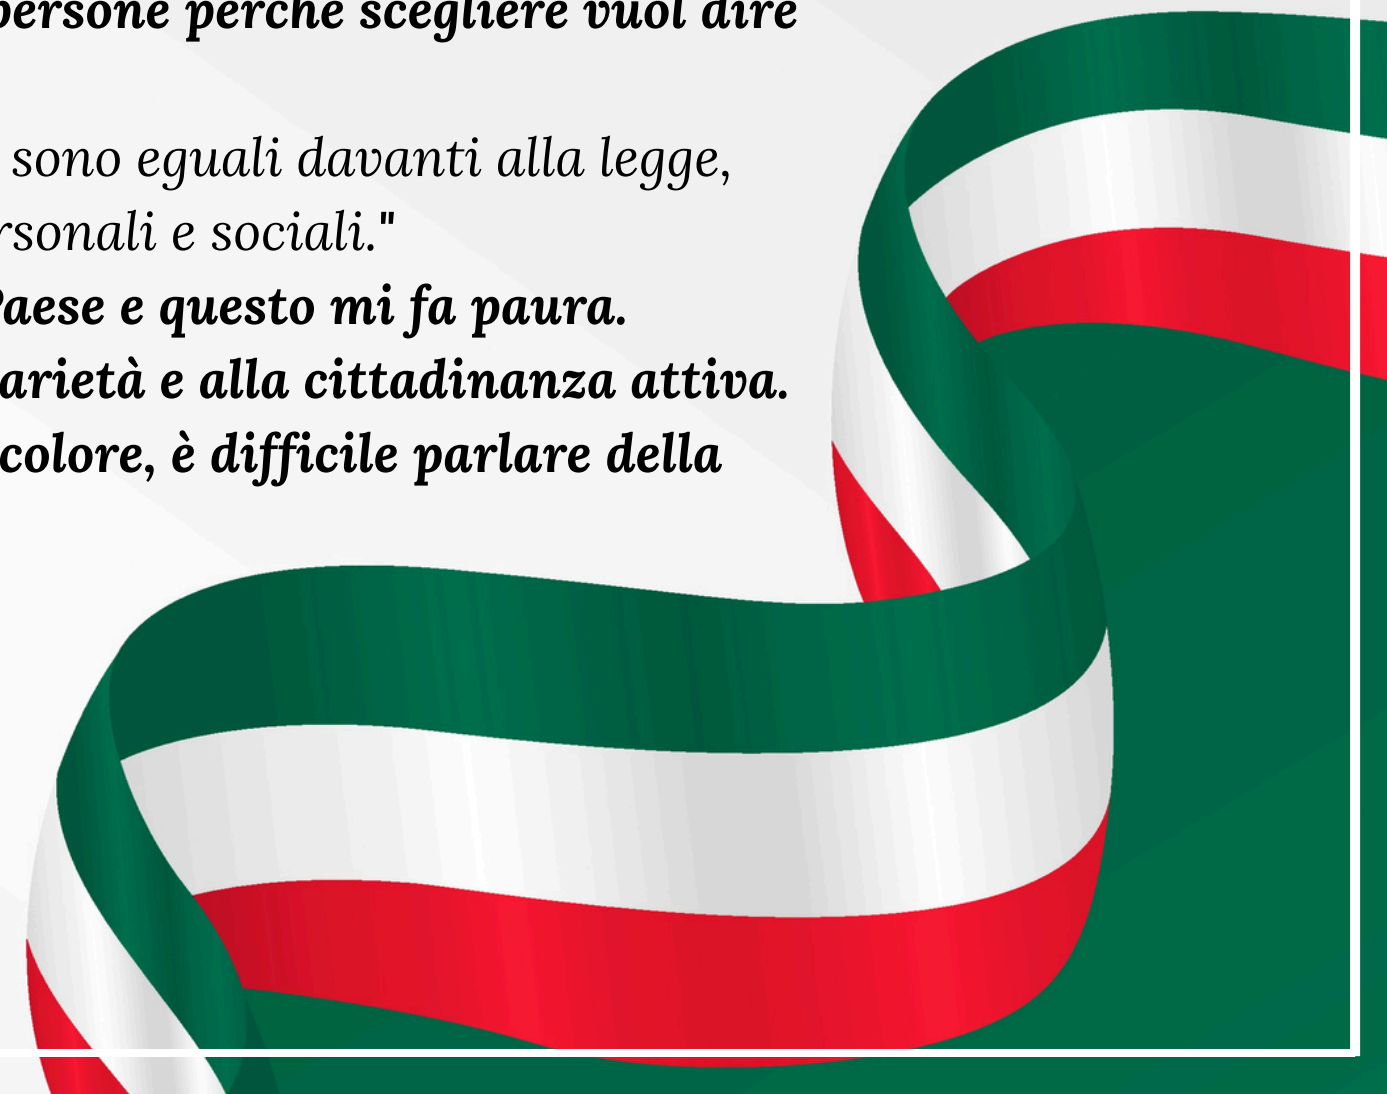 persone perché scegliere vuol dire
sono eguali davanti alla legge,
rsonali e sociali."
Paese e questo mi fa paura.
arietà e alla cittadinanza attiva.
colore, è difficile parlare della